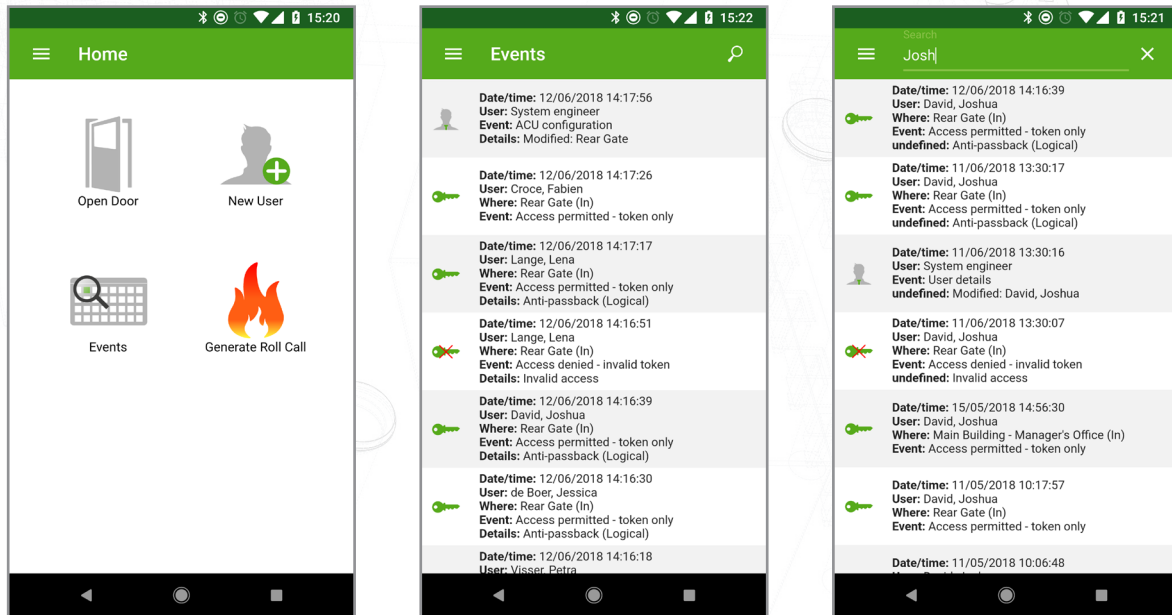 15:20
Home
Open Door
New User
Events
Generate Roll Call
15:22
Events
Date/time: 12/06/2018 14:17:56
User: System engineer
Event: ACU configuration
Details: Modified: Rear Gate
Date/time: 12/06/2018 14:17:26
User: Croce, Fabien
Where: Rear Gate (In)
Event: Access permitted - token only
Date/time: 12/06/2018 14:17:17
User: Lange, Lena
Where: Rear Gate (In)
Event: Access permitted - token only
Details: Anti-passback (Logical)
Date/time: 12/06/2018 14:16:51
User: Lange, Lena
Where: Rear Gate (In)
Event: Access denied - invalid token
Details: Invalid access
Date/time: 12/06/2018 14:16:39
User: David, Joshua
Where: Rear Gate (In)
Event: Access permitted - token only
Details: Anti-passback (Logical)
Date/time: 12/06/2018 14:16:30
User: de Boer, Jessica
Where: Rear Gate (In)
Event: Access permitted - token only
Details: Anti-passback (Logical)
Date/time: 12/06/2018 14:16:18
User: Visser, Petra
15:21
Search
Josh
Date/time: 12/06/2018 14:16:39
User: David, Joshua
Where: Rear Gate (In)
Event: Access permitted - token only
undefined: Anti-passback (Logical)
Date/time: 11/06/2018 13:30:17
User: David, Joshua
Where: Rear Gate (In)
Event: Access permitted - token only
undefined: Anti-passback (Logical)
Date/time: 11/06/2018 13:30:16
User: System engineer
Event: User details
undefined: Modified: David, Joshua
Date/time: 11/06/2018 13:30:07
User: David, Joshua
Where: Rear Gate (In)
Event: Access denied - invalid token
undefined: Invalid access
Date/time: 15/05/2018 14:56:30
User: David, Joshua
Where: Main Building - Manager's Office (In)
Event: Access permitted - token only
Date/time: 11/05/2018 10:17:57
User: David, Joshua
Where: Rear Gate (In)
Event: Access permitted - token only
Date/time: 11/05/2018 10:06:48